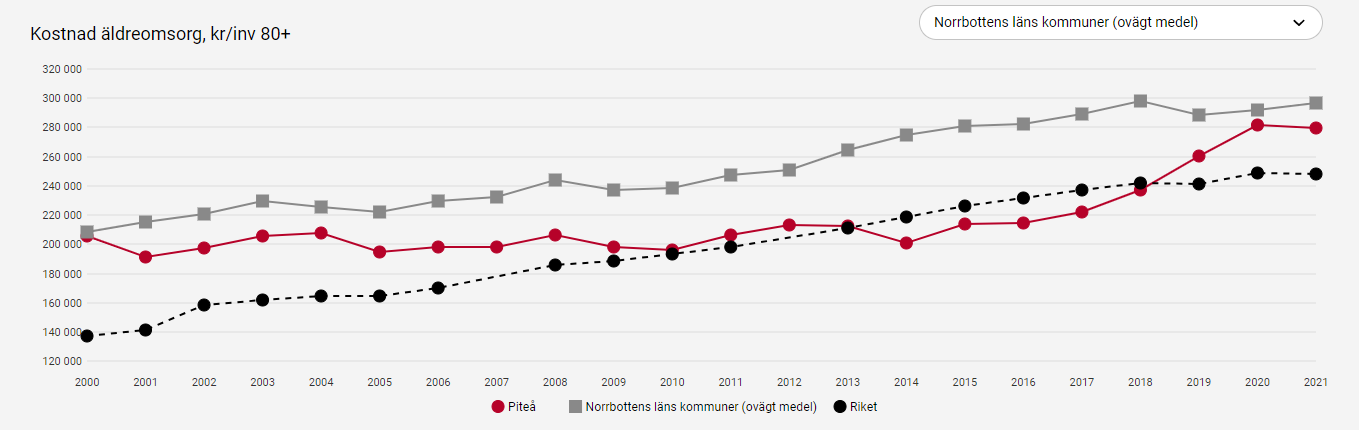 Norrbottens läns kommuner (ovägt medel)
Kostnad äldreomsorg, kr/inv 80+
320 000
300 000
280 000
260 000
240 000
220 000
200 000
180 000
160 000
140 000
120 000
2000 2001 2002 2003 2004 2005 2006 2007 2008 2009 2010 2011 2012 2013 2014 2015 2016 2017 2018 2019 2020 2021
Piteå Norrbottens läns kommuner (ovägt medel) Riket